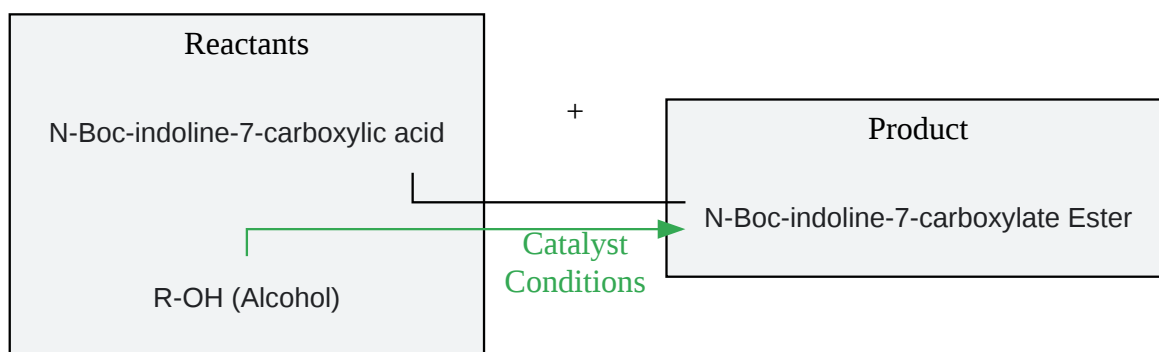 Reactants
N-Boc-indoline-7-carboxylic acid
R-OH (Alcohol)
+
Catalyst
Conditions
Product
N-Boc-indoline-7-carboxylate Ester